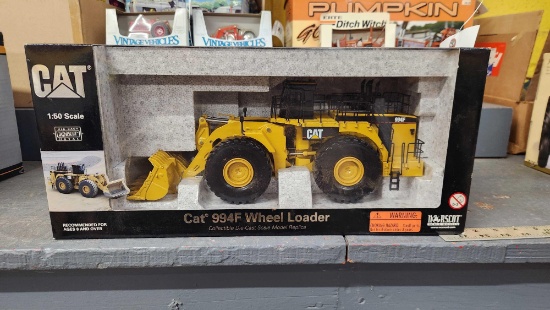 PUMPKIN
Ditch Witch
VINTAGE VEHICLES
VINTAGE VEHICLES
CAT
1:50 Scale
994F
CAT
RECOMMENDED FOR
AGES 8 AND OVER
Cat® 994F Wheel Loader
Collectible Die-Cast Scale Model Replica
WARNING:
NORSCOT